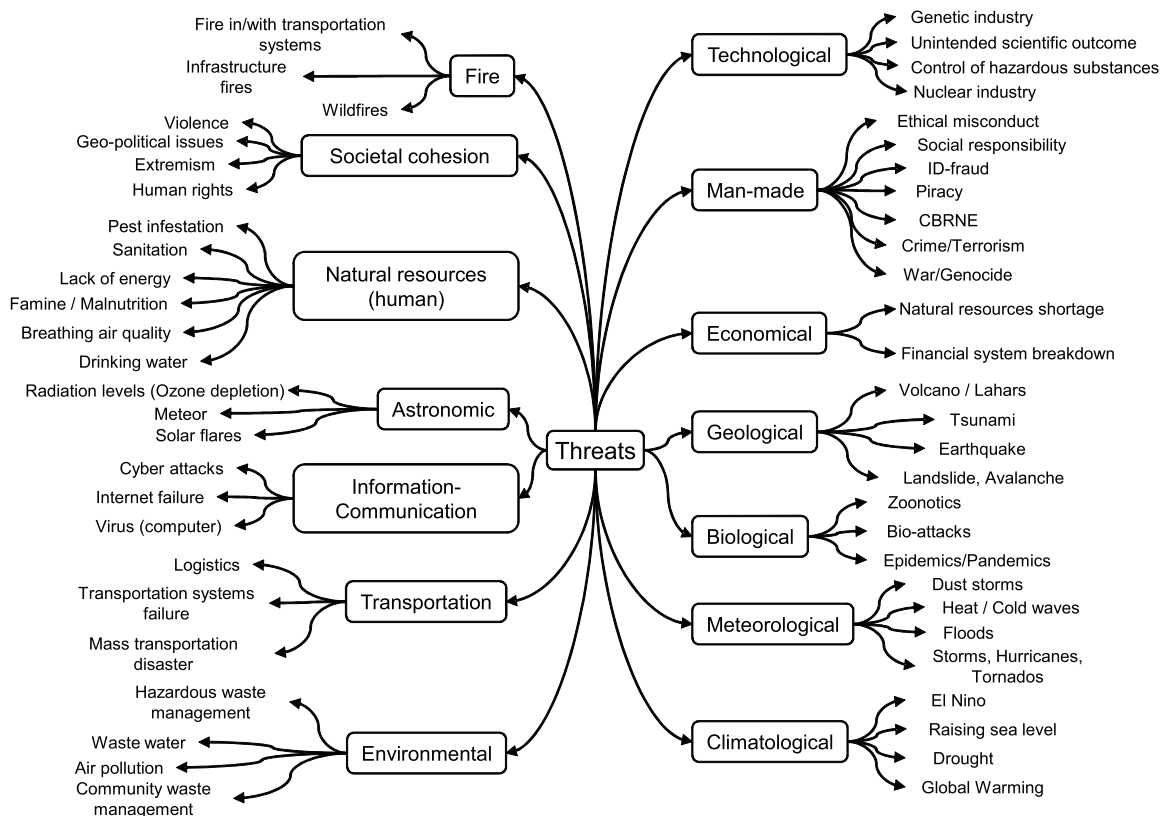 Fire in/with transportation
systems
Infrastructure
fires
Wildfires
Fire
Violence
Geo-political issues
Extremism
Human rights
Societal cohesion
Pest infestation
Sanitation
Lack of energy
Famine / Malnutrition
Breathing air quality
Drinking water
Natural resources
(human)
Radiation levels (Ozone depletion)
Meteor
Solar flares
Astronomic
Cyber attacks
Internet failure
Virus (computer)
Information-
Communication
Logistics
Transportation systems
failure
Mass transportation
disaster
Transportation
Hazardous waste
management
Waste water
Air pollution
Community waste
management
Environmental
Threats
Technological
Genetic industry
Unintended scientific outcome
Control of hazardous substances
Nuclear industry
Man-made
Ethical misconduct
Social responsibility
ID-fraud
Piracy
CBRNE
Crime/Terrorism
War/Genocide
Economical
Natural resources shortage
Financial system breakdown
Geological
Volcano / Lahars
Tsunami
Earthquake
Landslide, Avalanche
Biological
Zoonotics
Bio-attacks
Epidemics/Pandemics
Meteorological
Dust storms
Heat / Cold waves
Floods
Storms, Hurricanes,
Tornados
Climatological
El Nino
Raising sea level
Drought
Global Warming